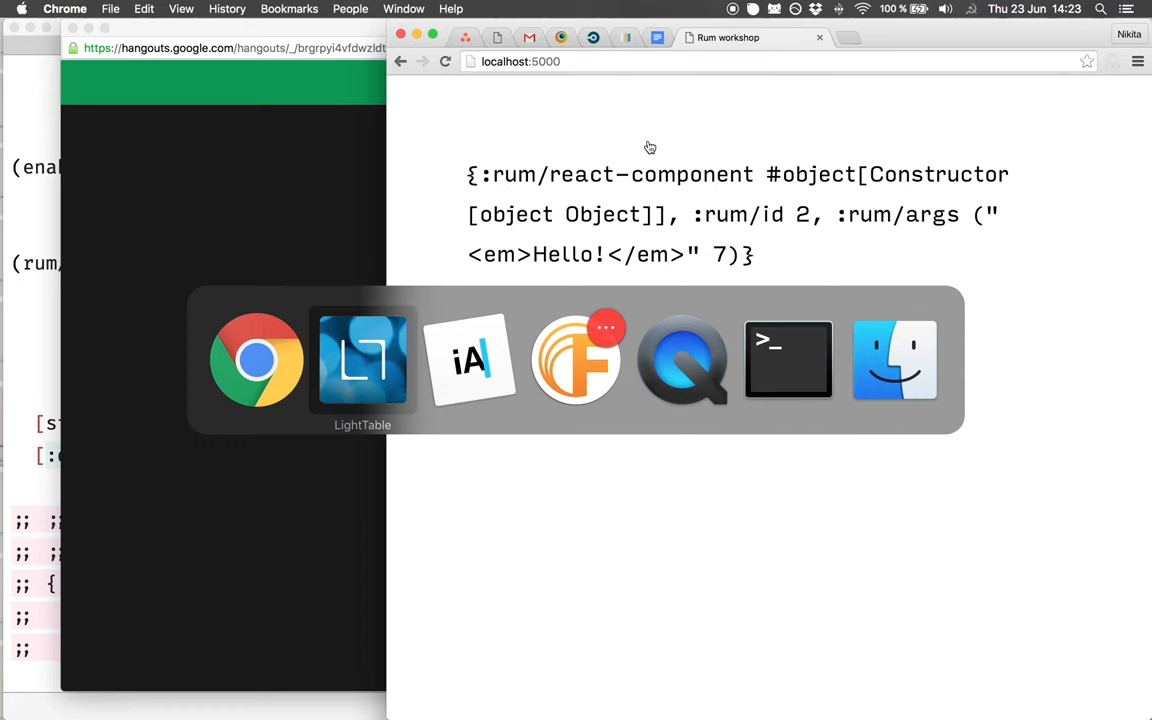 Chrome File Edit View History Bookmarks People Window Help 100 % Thu 23 Jun 14:23
https://hangouts.google.com/hangouts/_/brgrpyi4vfdwzldt
Rum workshop
Nikita
localhost:5000
(ena
(rum/
[s
[:
;; ;
;; ;
;; {
;;
;;
{:rum/react-component #object[Constructor
[object Object]], :rum/id 2, :rum/args ("
<em>Hello!</em>" 7)}
iA
F
...
>_
LightTable